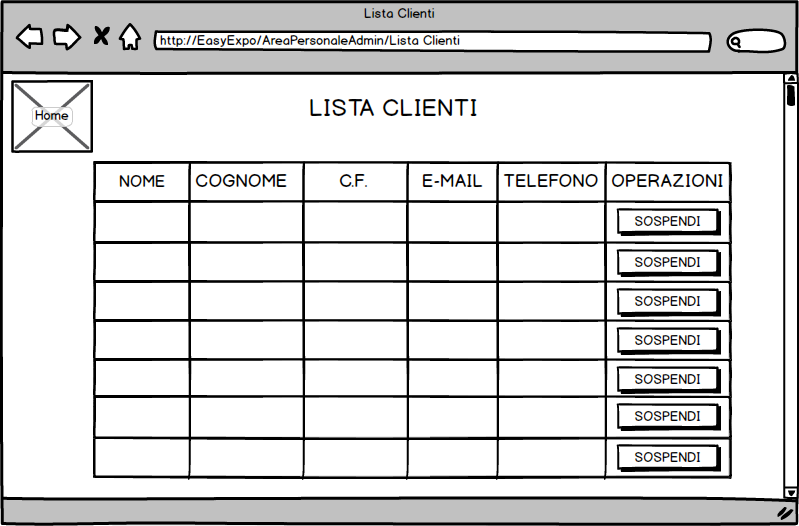 Lista Clienti
http://EasyExpo/AreaPersonaleAdmin/Lista Clienti
Home
LISTA CLIENTI
NOME COGNOME C.F. E-MAIL TELEFONO OPERAZIONI
SOSPENDI
SOSPENDI
SOSPENDI
SOSPENDI
SOSPENDI
SOSPENDI
SOSPENDI